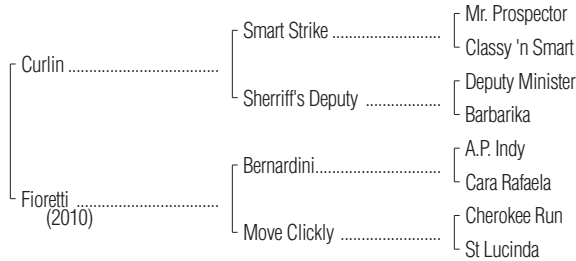 Mr. Prospector
Smart Strike ......................
Classy 'n Smart
Curlin ...............................
Deputy Minister
Sherriff's Deputy ................
Barbarika
A.P. Indy
Bernardini..........................
Cara Rafaela
Fioretti ..............................
(2010)
Cherokee Run
Move Clickly .....................
St Lucinda